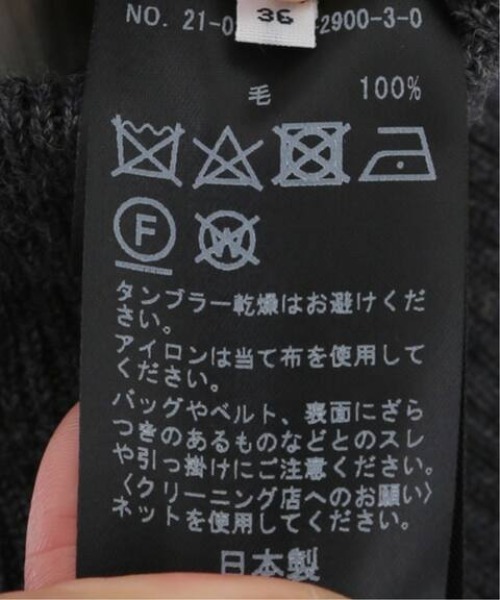 NO. 21-0 2900-3-0
36
毛 100%
F W
タンブラー乾燥はお避けくだ
さい。
アイロンは当て布を使用して
ください。
バッグやベルト、表面にざら
つきのあるものなどとのスレ
や引っ掛けにご注意ください。
〈クリーニング店へのお願い〉
ネットを使用してください。
日本製